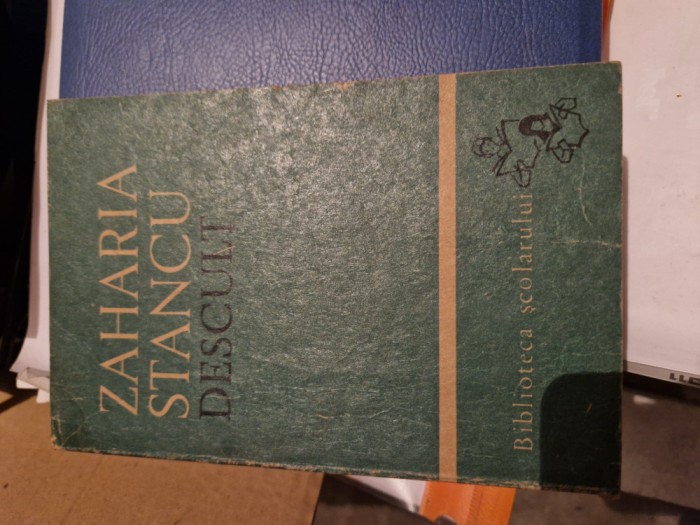 ZAHARIA
STANCU
DESCULȚ
Biblioteca școlarului